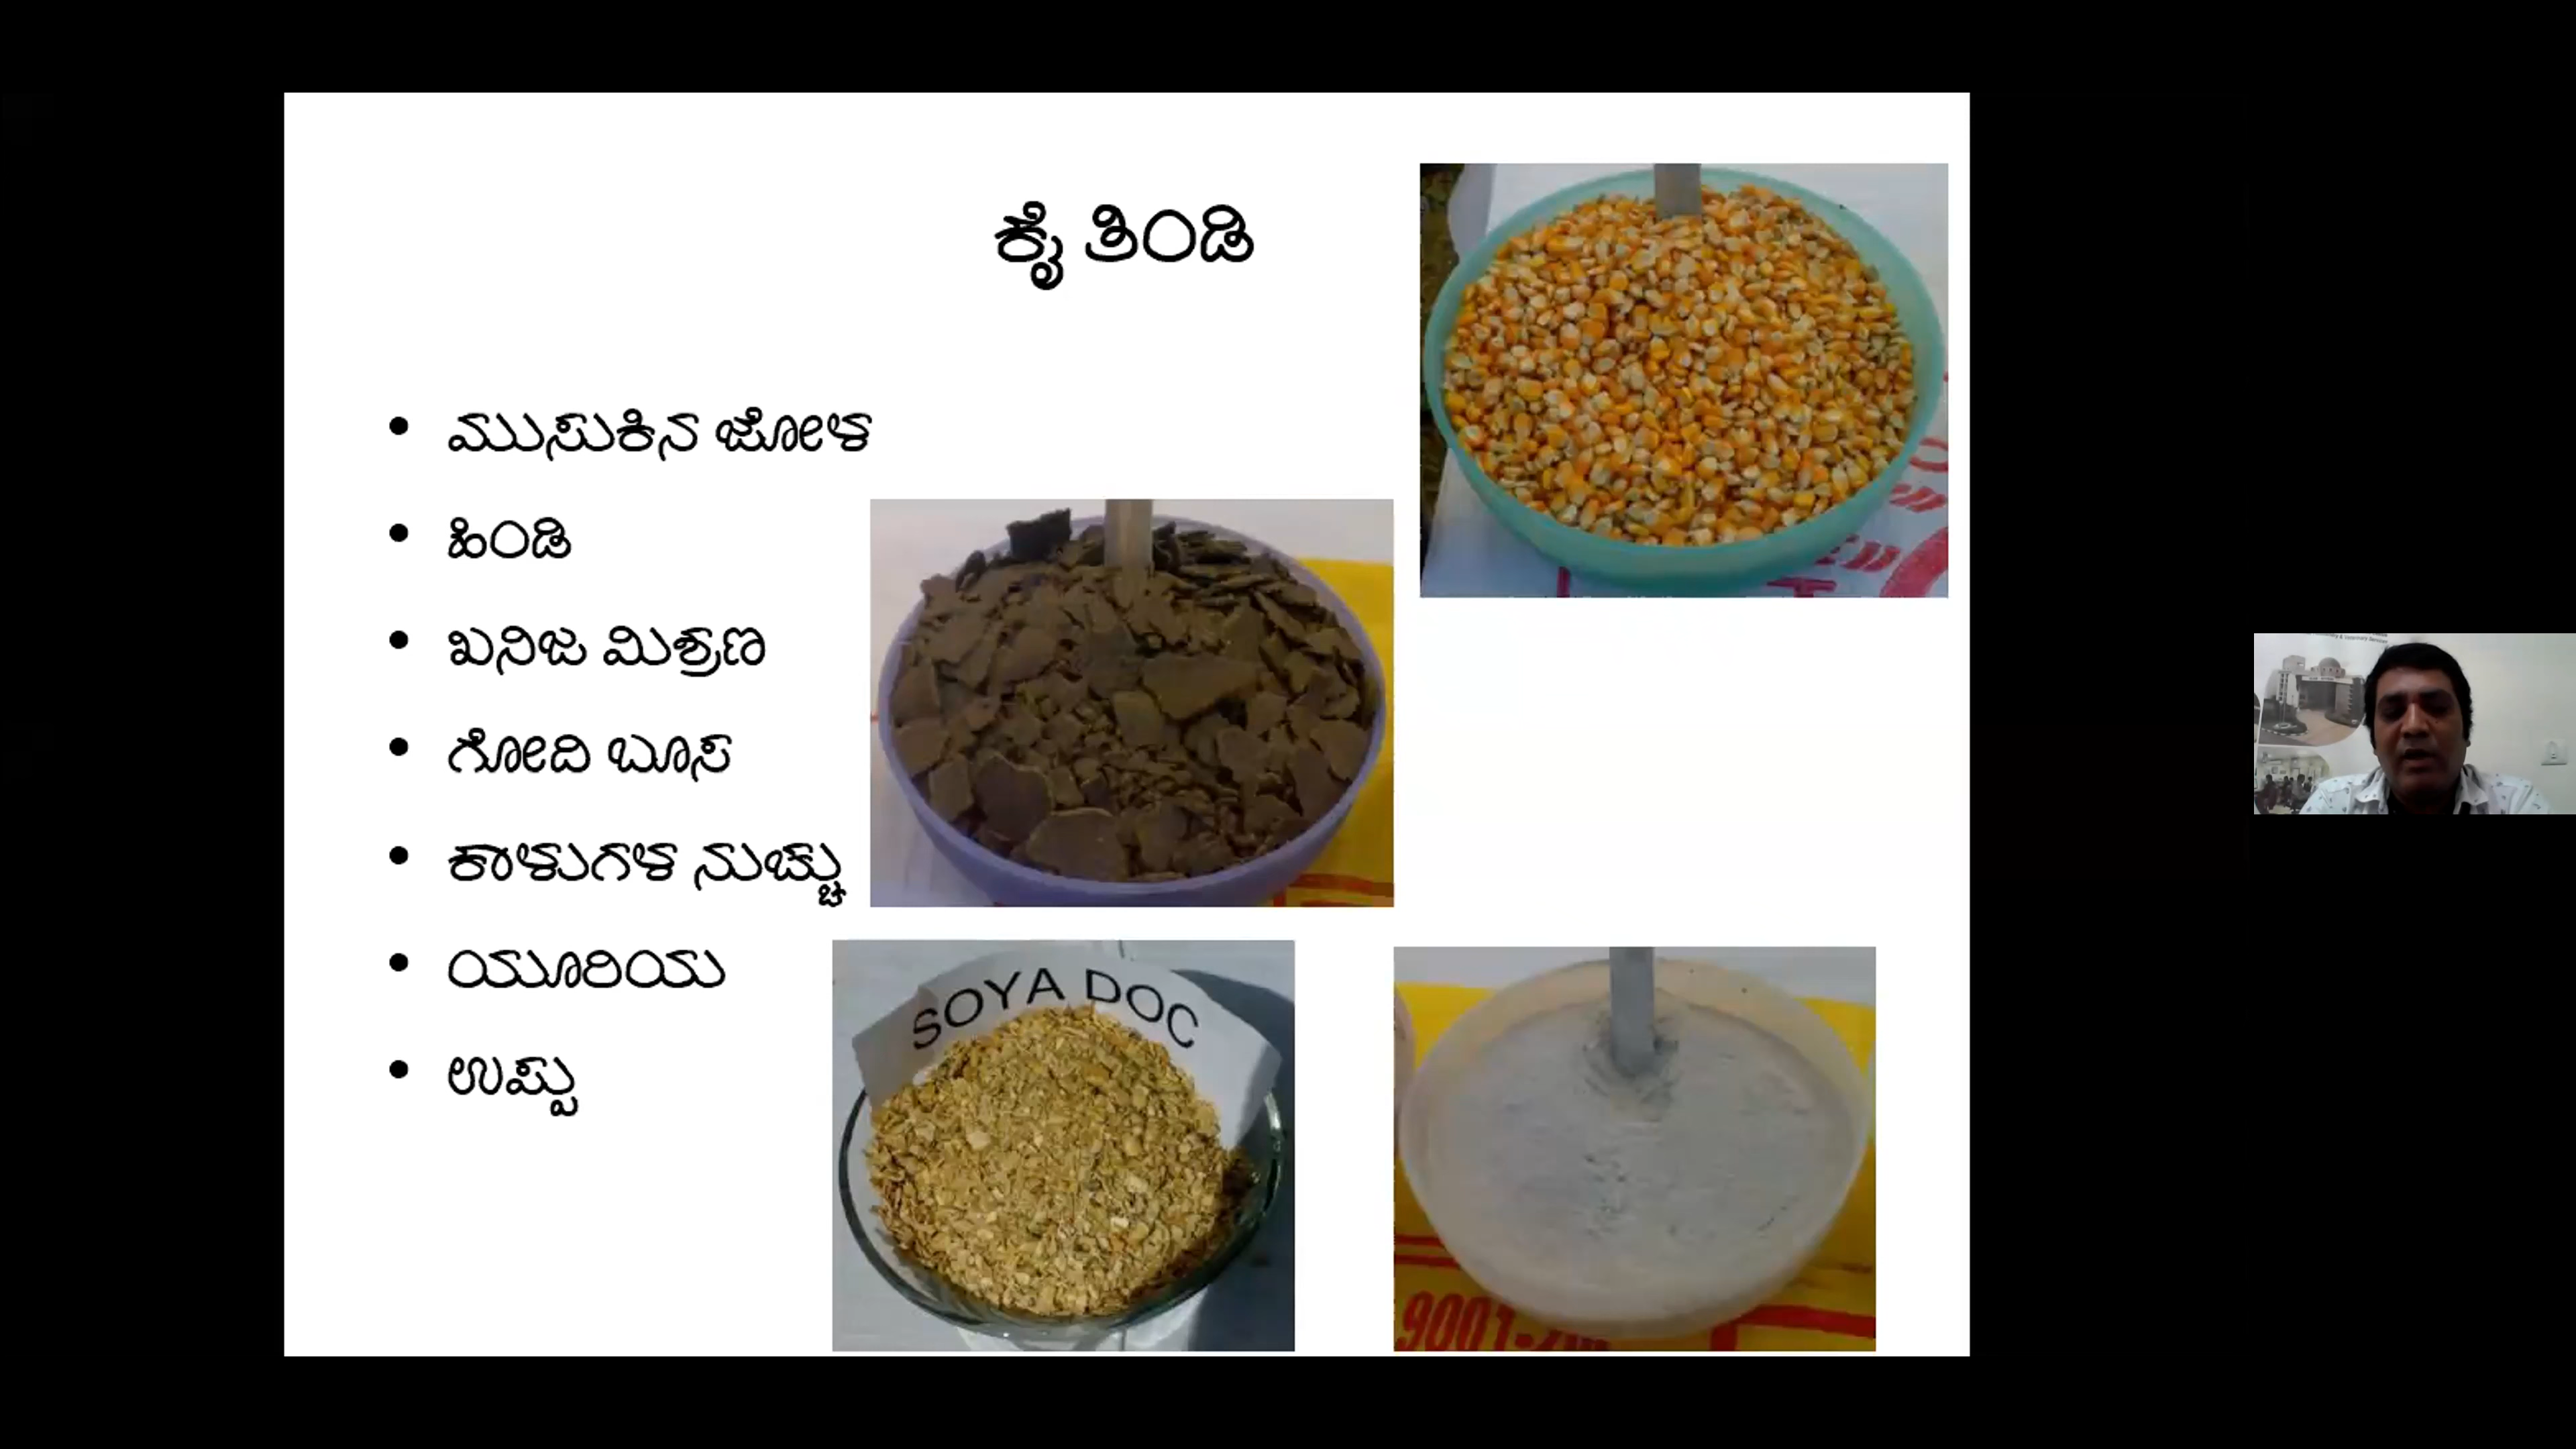 ಕೈ ತಿಂಡಿ
• ಮುಸುಕಿನ ಜೋಳ
• ಹಿಂಡಿ
• ಖನಿಜ ಮಿಶ್ರಣ
• ಗೋದಿ ಬೂಸ
• ಕಾಳುಗಳ ನುಚ್ಚು
• ಯೂರಿಯ
• ಉಪ್ಪು
SOYA DOC